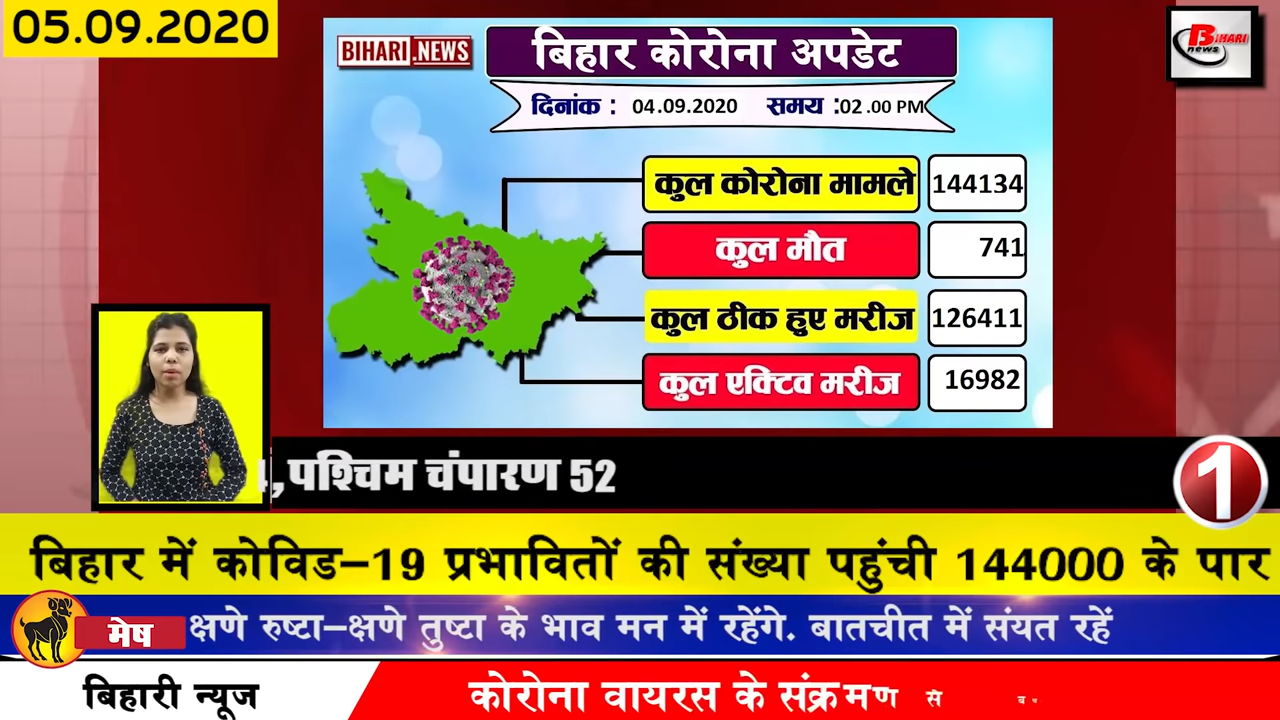 05.09.2020
BIHARI.NEWS
बिहार कोरोना अपडेट
BIHARI
news
दिनांक : 04.09.2020 समय :02.00 PM
कुल कोरोना मामले 144134
कुल मौत 741
कुल ठीक हुए मरीज 126411
कुल एक्टिव मरीज 16982
,पश्चिम चंपारण 52
1
बिहार में कोविड-19 प्रभावितों की संख्या पहुंची 144000 के पार
मेष क्षणे रुष्टा-क्षणे तुष्टा के भाव मन में रहेंगे. बातचीत में संयत रहें
बिहारी न्यूज कोरोना वायरस के संक्रमण से